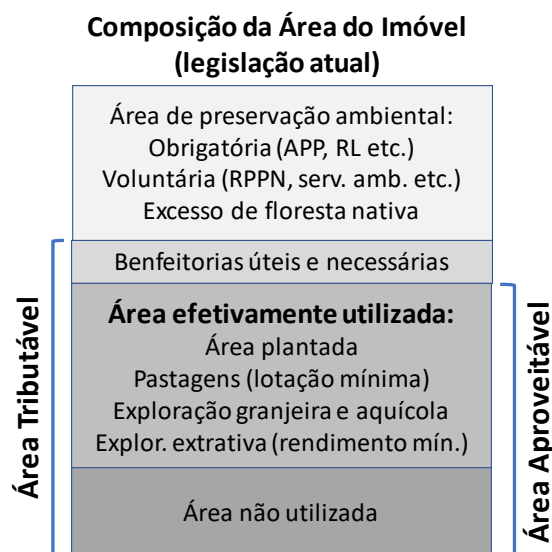 Composição da Área do Imóvel
(legislação atual)
Área de preservação ambiental:
Obrigatória (APP, RL etc.)
Voluntária (RPPN, serv. amb. etc.)
Excesso de floresta nativa
Benfeitorias úteis e necessárias
Área efetivamente utilizada:
Área plantada
Pastagens (lotação mínima)
Exploração granjeira e aquícola
Explor. extrativa (rendimento mín.)
Área não utilizada
Área Tributável
Área Aproveitável